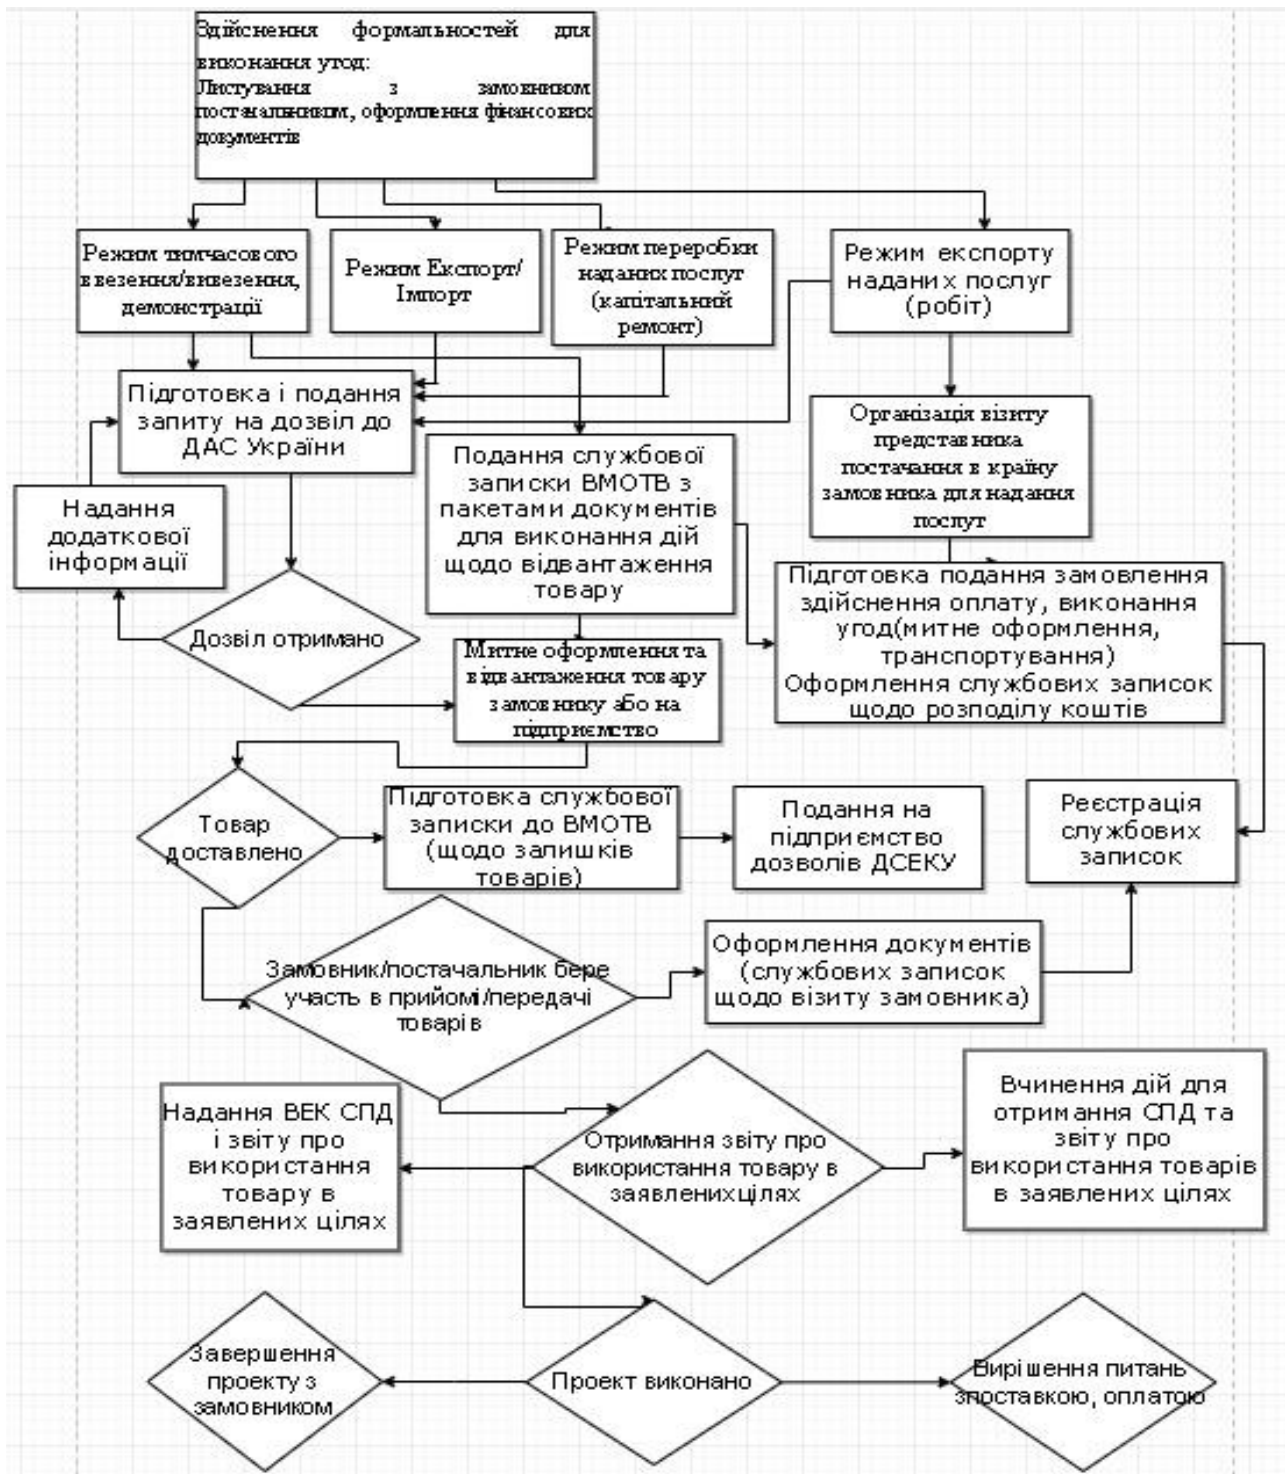 Здійснення формальностей для
виконання угод:
Листування з замовником
постачальником, оформлення фінансових
документів
Режим тимчасового
ввезення/вивезення,
демонстрації
Режим Експорт/
Імпорт
Режим переробки
наданих послуг
(капітальний
ремонт)
Режим експорту
наданих послуг
(робіт)
Підготовка і подання
запиту на дозвіл до
ДАС України
Організація візиту
представника
постачання в країну
замовника для надання
послуг
Подання службової
записки ВМОТВ з
пакетами документів
для виконання дій
щодо відвантаження
товару
Надання
додаткової
інформації
Підготовка подання замовлення
здійснення оплату, виконання
угод(митне оформлення,
транспортування)
Оформлення службових записок
щодо розподілу коштів
Дозвіл отримано
Митне оформлення та
відвантаження товару
замовнику або на
підприємство
Товар
доставлено
Підготовка службової
записки до ВМОТВ
(щодо залишків
товарів)
Подання на
підприємство
дозволів ДСЕКУ
Реєстрація
службових
записок
Замовник/постачальник бере
участь в прийомі/передачі
товарів
Оформлення документів
(службових записок
щодо візиту замовника)
Надання ВЕК СПД
і звіту про
використання
товару в
заявлених цілях
Отримання звіту про
використання товару в
заявленихцілях
Вчинення дій для
отримання СПД та
звіту про
використання товарів
в заявлених цілях
Завершення
проекту з
замовником
Проект виконано
Вирішення питань
зпоставкою, оплатою